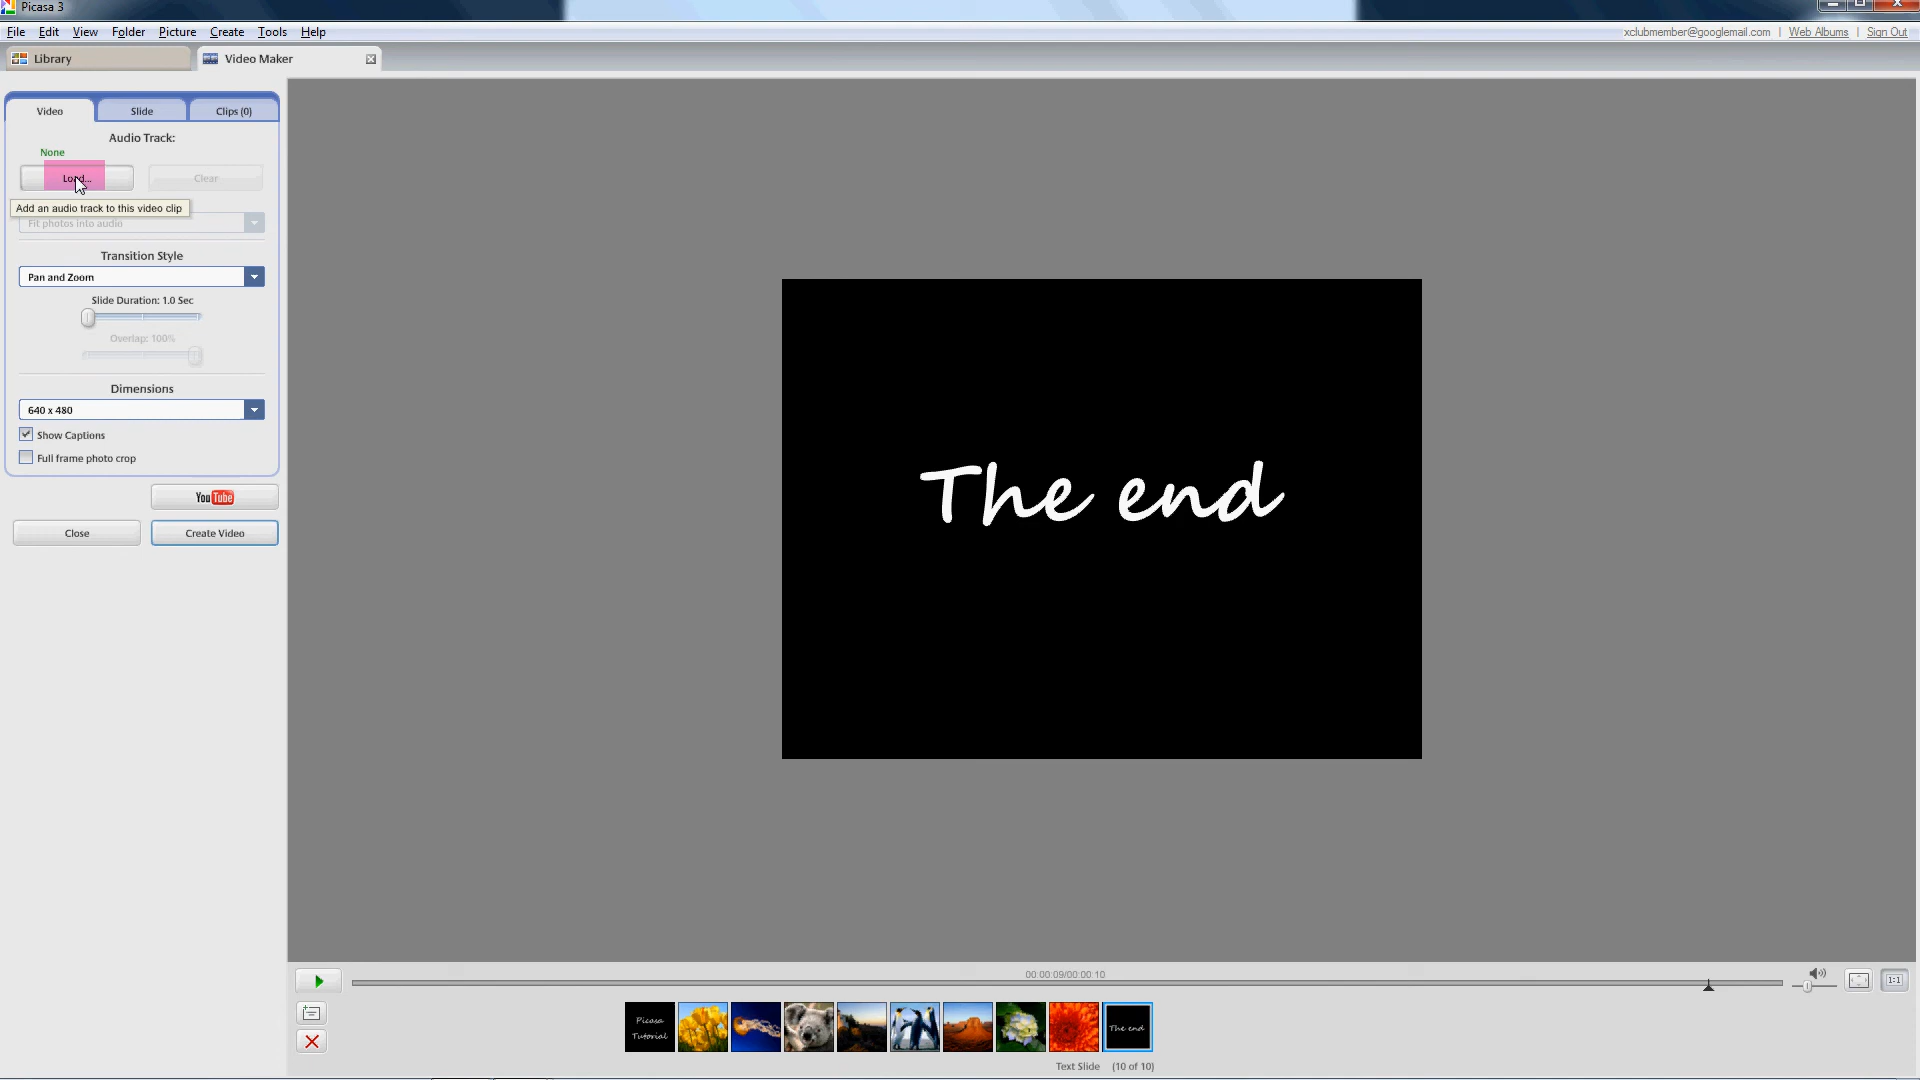 Picasa 3
File Edit View Folder Picture Create Tools Help
xclubmember@googlemail.com | Web Albums | Sign Out
Library
Video Maker
Video Slide Clips (0)
Audio Track:
None
Load... Clear
Add an audio track to this video clip
Fit photos into audio
Transition Style
Pan and Zoom
Slide Duration: 1.0 Sec
Overlap: 100%
Dimensions
640 x 480
Show Captions
Full frame photo crop
YouTube
Close Create Video
The end
00:00:09/00:00:10
1:1
Picasa
Tutorial
The end
Text Slide (10 of 10)